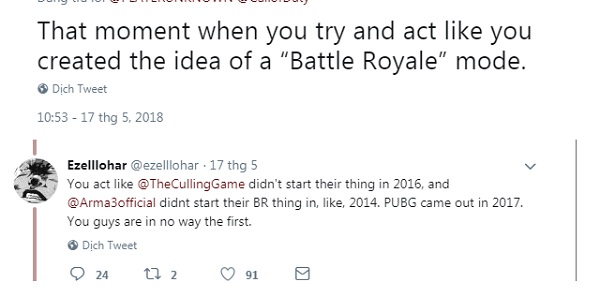 That moment when you try and act like you
created the idea of a “Battle Royale” mode.
Dịch Tweet
10:53 - 17 thg 5, 2018
Ezelllohar @ezelllohar · 17 thg 5
You act like @TheCullingGame didn't start their thing in 2016, and
@Arma3official didnt start their BR thing in, like, 2014. PUBG came out in 2017.
You guys are in no way the first.
Dịch Tweet
24 2 91